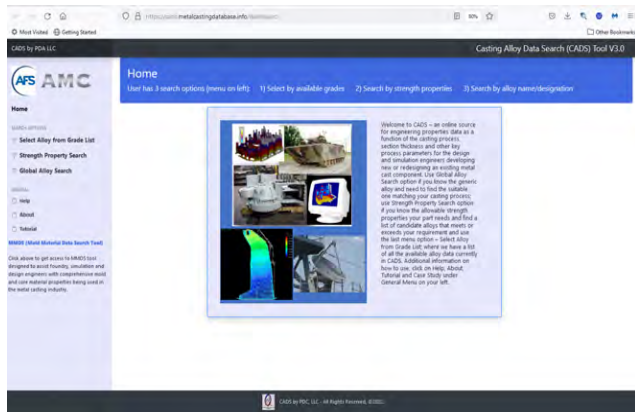 metalcastingdatabase.info
90%
Most Visited
Getting Started
Other Bookmarks
CADS by PDA LLC
Casting Alloy Data Search (CADS) Tool V3.0
AFS AMC
Home
User has 3 search options (menu on left): 1) Select by available grades 2) Search by strength properties 3) Search by alloy name/designation
Home
SEARCH OPTIONS
Select Alloy from Grade List
Strength Property Search
Global Alloy Search
GENERAL
Help
About
Tutorial
MMDS (Mold Material Data Search Tool)
Click above to get access to MMDS tool
designed to assist foundry, simulation and
design engineers with comprehensive mold
and core material properties being used in
the metal casting industry.
Welcome to CADS – an online source
for engineering properties data as a
function of the casting process,
section thickness and other key
process parameters for the design
and simulation engineers developing
new or redesigning an existing metal
cast component. Use Global Alloy
Search option if you know the generic
alloy and need to find the suitable
one matching your casting process;
use Strength Property Search option
if you know the allowable strength
properties your part needs and find a
list of candidate alloys that meets or
exceeds your requirement and use
the last menu option – Select Alloy
from Grade List where we have a list
of all the available alloy data currently
in CADS. Additional information on
how to use, click on Help, About,
Tutorial and Case Study under
General Menu on your left.
CADS by PDC, LLC - All Rights Reserved,